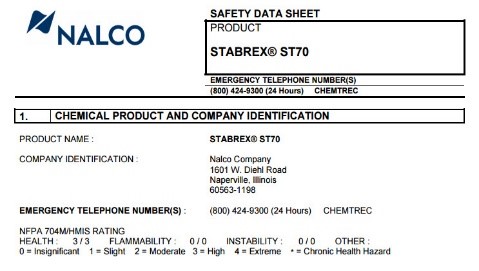 NALCO
SAFETY DATA SHEET
PRODUCT
STABREX® ST70
EMERGENCY TELEPHONE NUMBER(S)
(800) 424-9300 (24 Hours) CHEMTREC
1. CHEMICAL PRODUCT AND COMPANY IDENTIFICATION
PRODUCT NAME : STABREX® ST70
COMPANY IDENTIFICATION : Nalco Company
1601 W. Diehl Road
Naperville, Illinois
60563-1198
EMERGENCY TELEPHONE NUMBER(S) : (800) 424-9300 (24 Hours) CHEMTREC
NFPA 704M/HMIS RATING
HEALTH : 3 / 3 FLAMMABILITY : 0 / 0 INSTABILITY : 0 / 0 OTHER :
0 = Insignificant 1 = Slight 2 = Moderate 3 = High 4 = Extreme * = Chronic Health Hazard